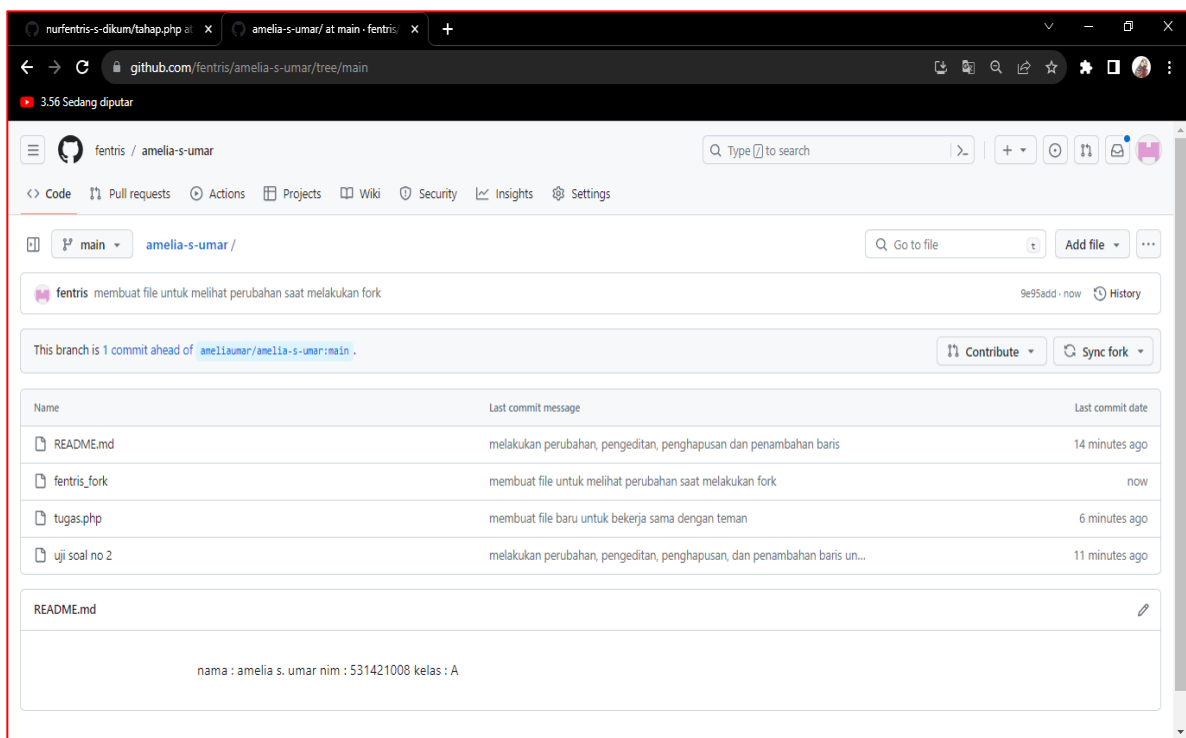 nurfentris-s-dikum/tahap.php at
amelia-s-umar/ at main · fentris/
github.com/fentris/amelia-s-umar/tree/main
3.56 Sedang diputar
fentris / amelia-s-umar
Type / to search
Code Pull requests Actions Projects Wiki Security Insights Settings
main amelia-s-umar /
Go to file t Add file
fentris membuat file untuk melihat perubahan saat melakukan fork 9e95add · now History
This branch is 1 commit ahead of ameliaumar/amelia-s-umar:main . Contribute Sync fork
Name Last commit message Last commit date
README.md melakukan perubahan, pengeditan, penghapusan dan penambahan baris 14 minutes ago
fentris_fork membuat file untuk melihat perubahan saat melakukan fork now
tugas.php membuat file baru untuk bekerja sama dengan teman 6 minutes ago
uji soal no 2 melakukan perubahan, pengeditan, penghapusan, dan penambahan baris un... 11 minutes ago
README.md
nama : amelia s. umar nim : 531421008 kelas : A